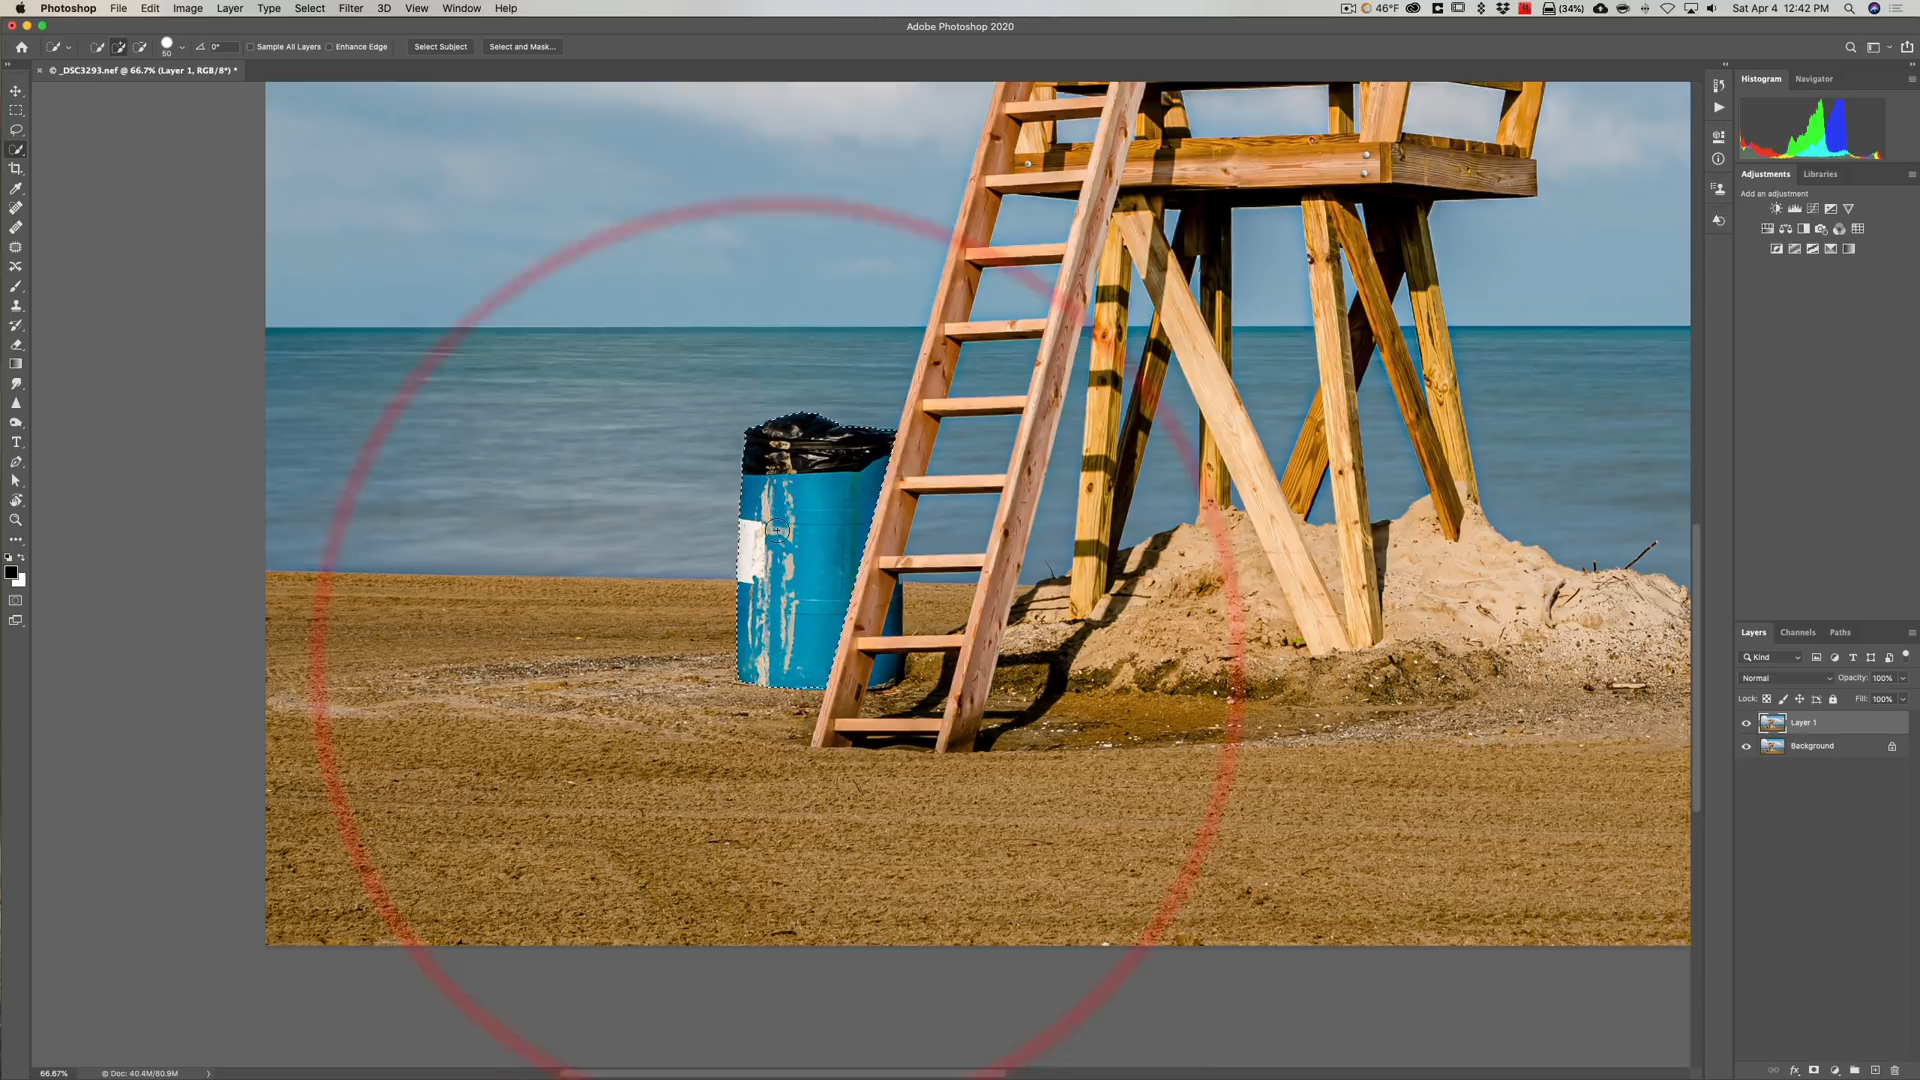 Photoshop File Edit Image Layer Type Select Filter 3D View Window Help 46°F (34%) Sat Apr 4 12:42 PM
Adobe Photoshop 2020
50 0° Sample All Layers Enhance Edge Select Subject Select and Mask...
© _DSC3293.nef @ 66.7% (Layer 1, RGB/8*) *
Histogram Navigator
Adjustments Libraries
Add an adjustment
Layers Channels Paths
Kind
Normal Opacity: 100%
Lock: Fill: 100%
Layer 1
Background
66.67% © Doc: 40.4M/80.9M